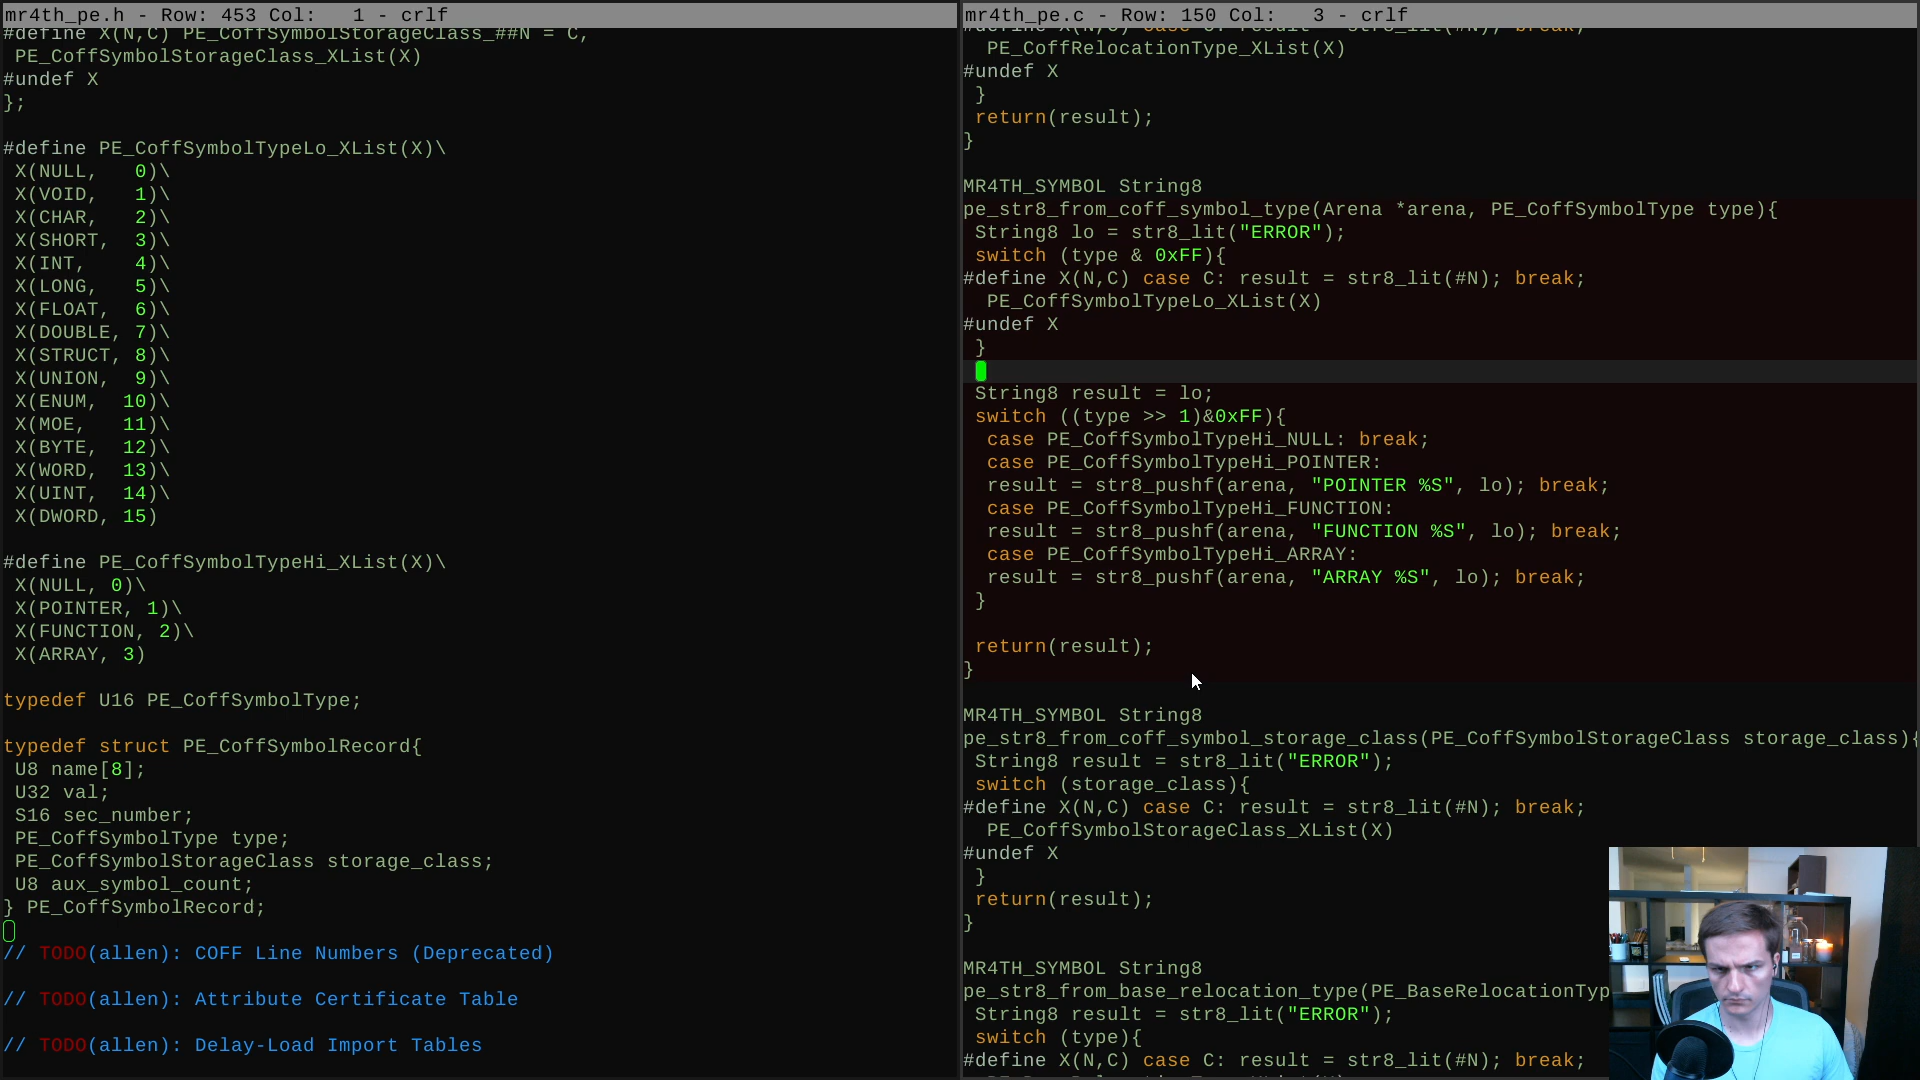 mr4th_pe.h - Row: 453 Col:   1 - crlf
#define X(N,C) PE_CoffSymbolStorageClass_##N = C,
 PE_CoffSymbolStorageClass_XList(X)
#undef X
};
#define PE_CoffSymbolTypeLo_XList(X)\
 X(NULL,   0)\
 X(VOID,   1)\
 X(CHAR,   2)\
 X(SHORT,  3)\
 X(INT,    4)\
 X(LONG,   5)\
 X(FLOAT,  6)\
 X(DOUBLE, 7)\
 X(STRUCT, 8)\
 X(UNION,  9)\
 X(ENUM,  10)\
 X(MOE,   11)\
 X(BYTE,  12)\
 X(WORD,  13)\
 X(UINT,  14)\
 X(DWORD, 15)
#define PE_CoffSymbolTypeHi_XList(X)\
 X(NULL, 0)\
 X(POINTER, 1)\
 X(FUNCTION, 2)\
 X(ARRAY, 3)
typedef U16 PE_CoffSymbolType;
typedef struct PE_CoffSymbolRecord{
 U8 name[8];
 U32 val;
 S16 sec_number;
 PE_CoffSymbolType type;
 PE_CoffSymbolStorageClass storage_class;
 U8 aux_symbol_count;
} PE_CoffSymbolRecord;
// TODO(allen): COFF Line Numbers (Deprecated)
// TODO(allen): Attribute Certificate Table
// TODO(allen): Delay-Load Import Tables
mr4th_pe.c - Row: 150 Col:   3 - crlf
#define X(N,C) case C: result = str8_lit(#N); break;
  PE_CoffRelocationType_XList(X)
#undef X
 }
 return(result);
}
MR4TH_SYMBOL String8
pe_str8_from_coff_symbol_type(Arena *arena, PE_CoffSymbolType type){
 String8 lo = str8_lit("ERROR");
 switch (type & 0xFF){
#define X(N,C) case C: result = str8_lit(#N); break;
  PE_CoffSymbolTypeLo_XList(X)
#undef X
 }
 String8 result = lo;
 switch ((type >> 1)&0xFF){
  case PE_CoffSymbolTypeHi_NULL: break;
  case PE_CoffSymbolTypeHi_POINTER:
  result = str8_pushf(arena, "POINTER %S", lo); break;
  case PE_CoffSymbolTypeHi_FUNCTION:
  result = str8_pushf(arena, "FUNCTION %S", lo); break;
  case PE_CoffSymbolTypeHi_ARRAY:
  result = str8_pushf(arena, "ARRAY %S", lo); break;
 }
 return(result);
}
MR4TH_SYMBOL String8
pe_str8_from_coff_symbol_storage_class(PE_CoffSymbolStorageClass storage_class){
 String8 result = str8_lit("ERROR");
 switch (storage_class){
#define X(N,C) case C: result = str8_lit(#N); break;
  PE_CoffSymbolStorageClass_XList(X)
#undef X
 }
 return(result);
}
MR4TH_SYMBOL String8
pe_str8_from_base_relocation_type(PE_BaseRelocationTyp
 String8 result = str8_lit("ERROR");
 switch (type){
#define X(N,C) case C: result = str8_lit(#N); break;